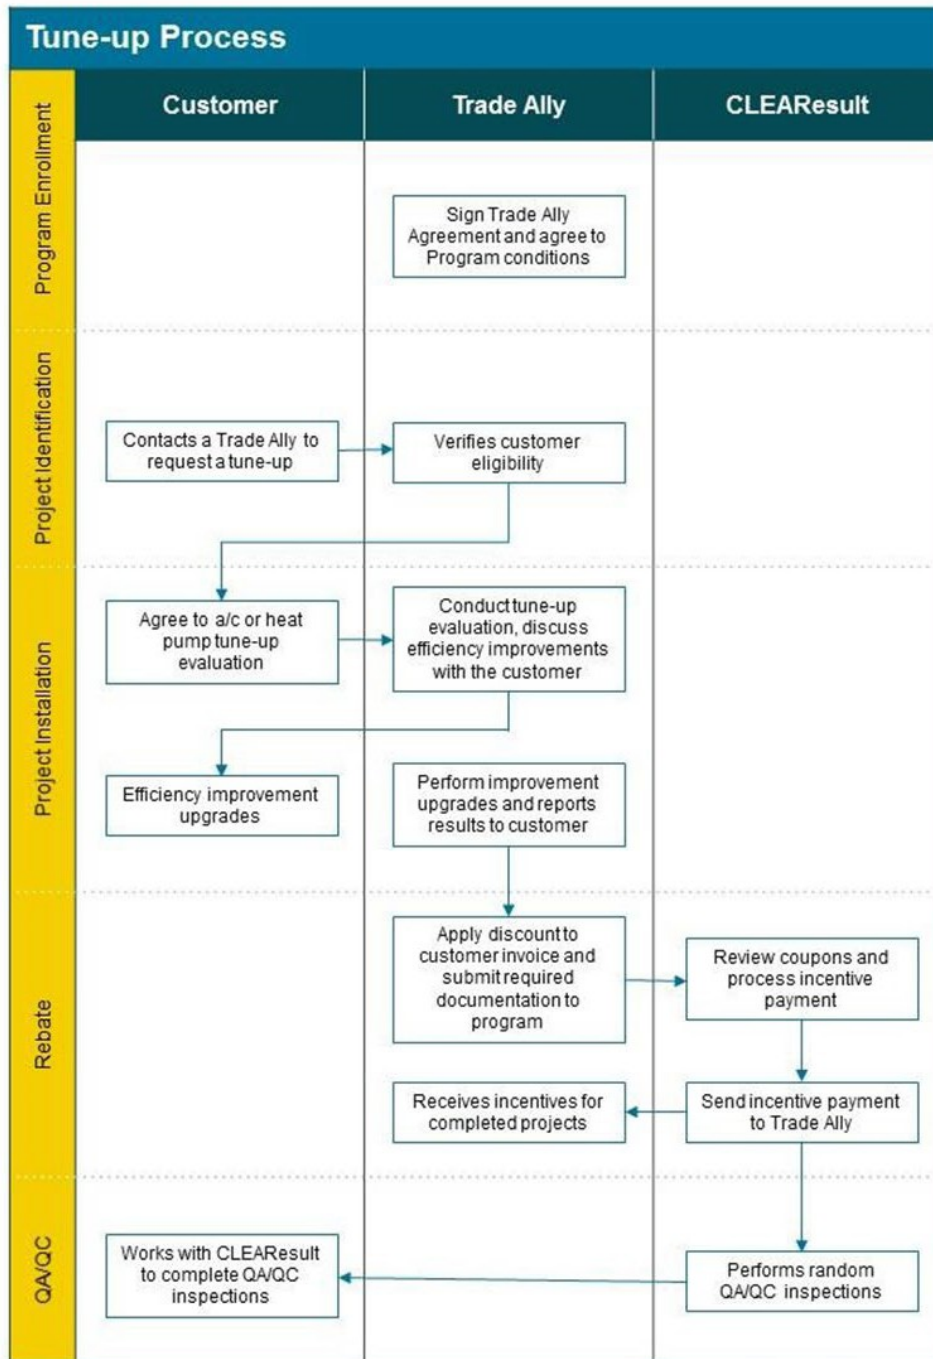 Tune-up Process
Customer
Trade Ally
CLEAResult
Program Enrollment
Sign Trade Ally
Agreement and agree to
Program conditions
Project Identification
Contacts a Trade Ally to
request a tune-up
Verifies customer
eligibility
Project Installation
Agree to a/c or heat
pump tune-up
evaluation
Conduct tune-up
evaluation, discuss
efficiency improvements
with the customer
Efficiency improvement
upgrades
Perform improvement
upgrades and reports
results to customer
Rebate
Apply discount to
customer invoice and
submit required
documentation to
program
Review coupons and
process incentive
payment
Receives incentives for
completed projects
Send incentive payment
to Trade Ally
QA/QC
Works with CLEAResult
to complete QA/QC
inspections
Performs random
QA/QC inspections